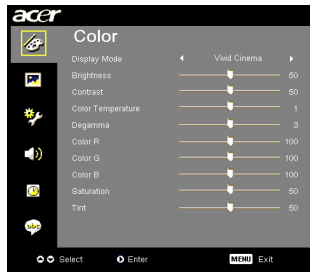 acer
Color
Display Mode Vivid Cinema
Brightness 50
Contrast 50
Color Temperature 1
Degamma 3
Color R 100
Color G 100
Color B 100
Saturation 50
Tint 50
abc
Select Enter MENU Exit